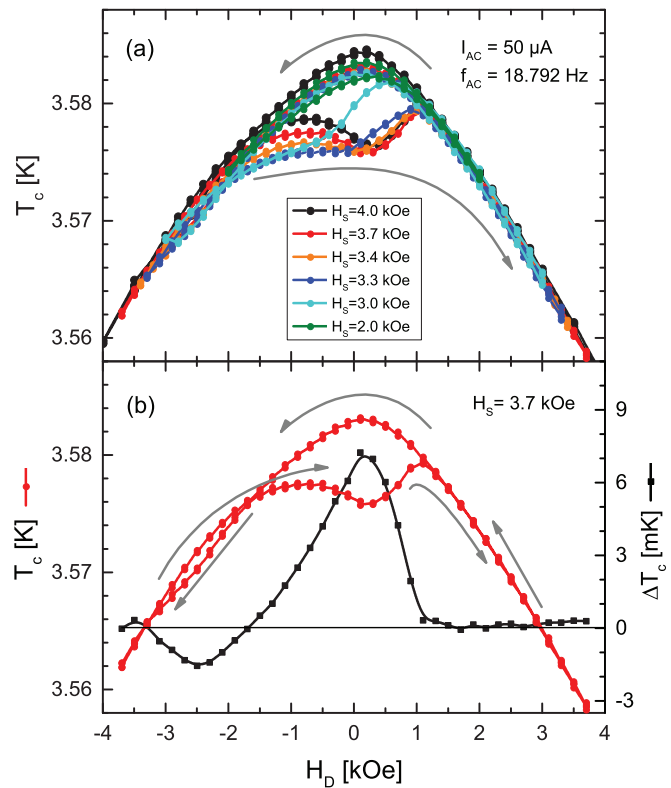 (a)
I_AC = 50 µA
f_AC = 18.792 Hz
3.58
3.57
3.56
T_c [K]
H_S=4.0 kOe
H_S=3.7 kOe
H_S=3.4 kOe
H_S=3.3 kOe
H_S=3.0 kOe
H_S=2.0 kOe
(b)
H_S= 3.7 kOe
3.58
3.57
3.56
T_c [K]
9
6
3
0
-3
ΔT_c [mK]
-4 -3 -2 -1 0 1 2 3 4
H_D [kOe]